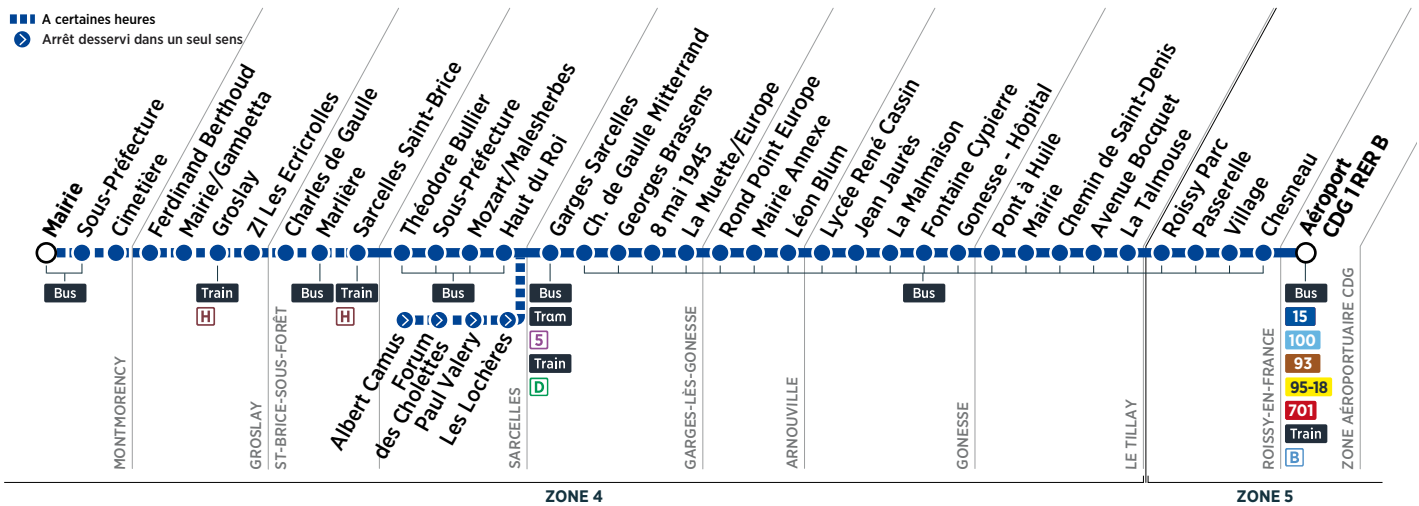 A certaines heures
Arrêt desservi dans un seul sens
Mairie
Sous-Préfecture
Cimetière
Ferdinand Berthoud
Mairie/Gambetta
Groslay
ZI Les Ecricrolles
Charles de Gaulle
Marlière
Sarcelles Saint-Brice
Théodore Bullier
Sous-Préfecture
Mozart/Malesherbes
Haut du Roi
Garges Sarcelles
Ch. de Gaulle Mitterrand
Georges Brassens
8 mai 1945
La Muette/Europe
Rond Point Europe
Mairie Annexe
Léon Blum
Lycée René Cassin
Jean Jaurès
La Malmaison
Fontaine Cypierre
Gonesse - Hôpital
Pont à Huile
Mairie
Chemin de Saint-Denis
Avenue Bocquet
La Talmouse
Roissy Parc
Passerelle
Village
Chesneau
Aéroport
CDG 1 RER B
Bus
Train
H
Bus
Train
H
Bus
Bus
Tram
5
Train
D
Bus
Bus
15
100
93
95-18
701
Train
B
Albert Camus
Forum
des Cholettes
Paul Valery
Les Lochères
MONTMORENCY
GROSLAY
ST-BRICE-SOUS-FORÊT
SARCELLES
GARGES-LÈS-GONESSE
ARNOUVILLE
GONESSE
LE TILLAY
ROISSY-EN-FRANCE
ZONE AÉROPORTUAIRE CDG
ZONE 4
ZONE 5